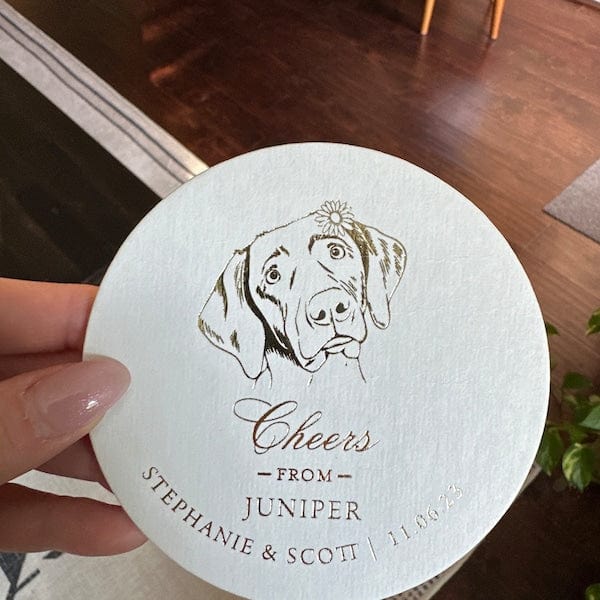 Cheers
– FROM –
JUNIPER
STEPHANIE & SCOTT | 11.06.23